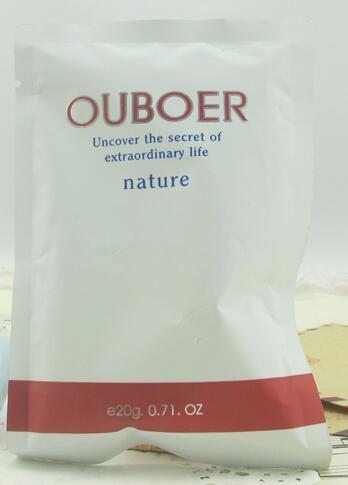 OUBOER
Uncover the secret of
extraordinary life
nature
e20g. 0.71. OZ